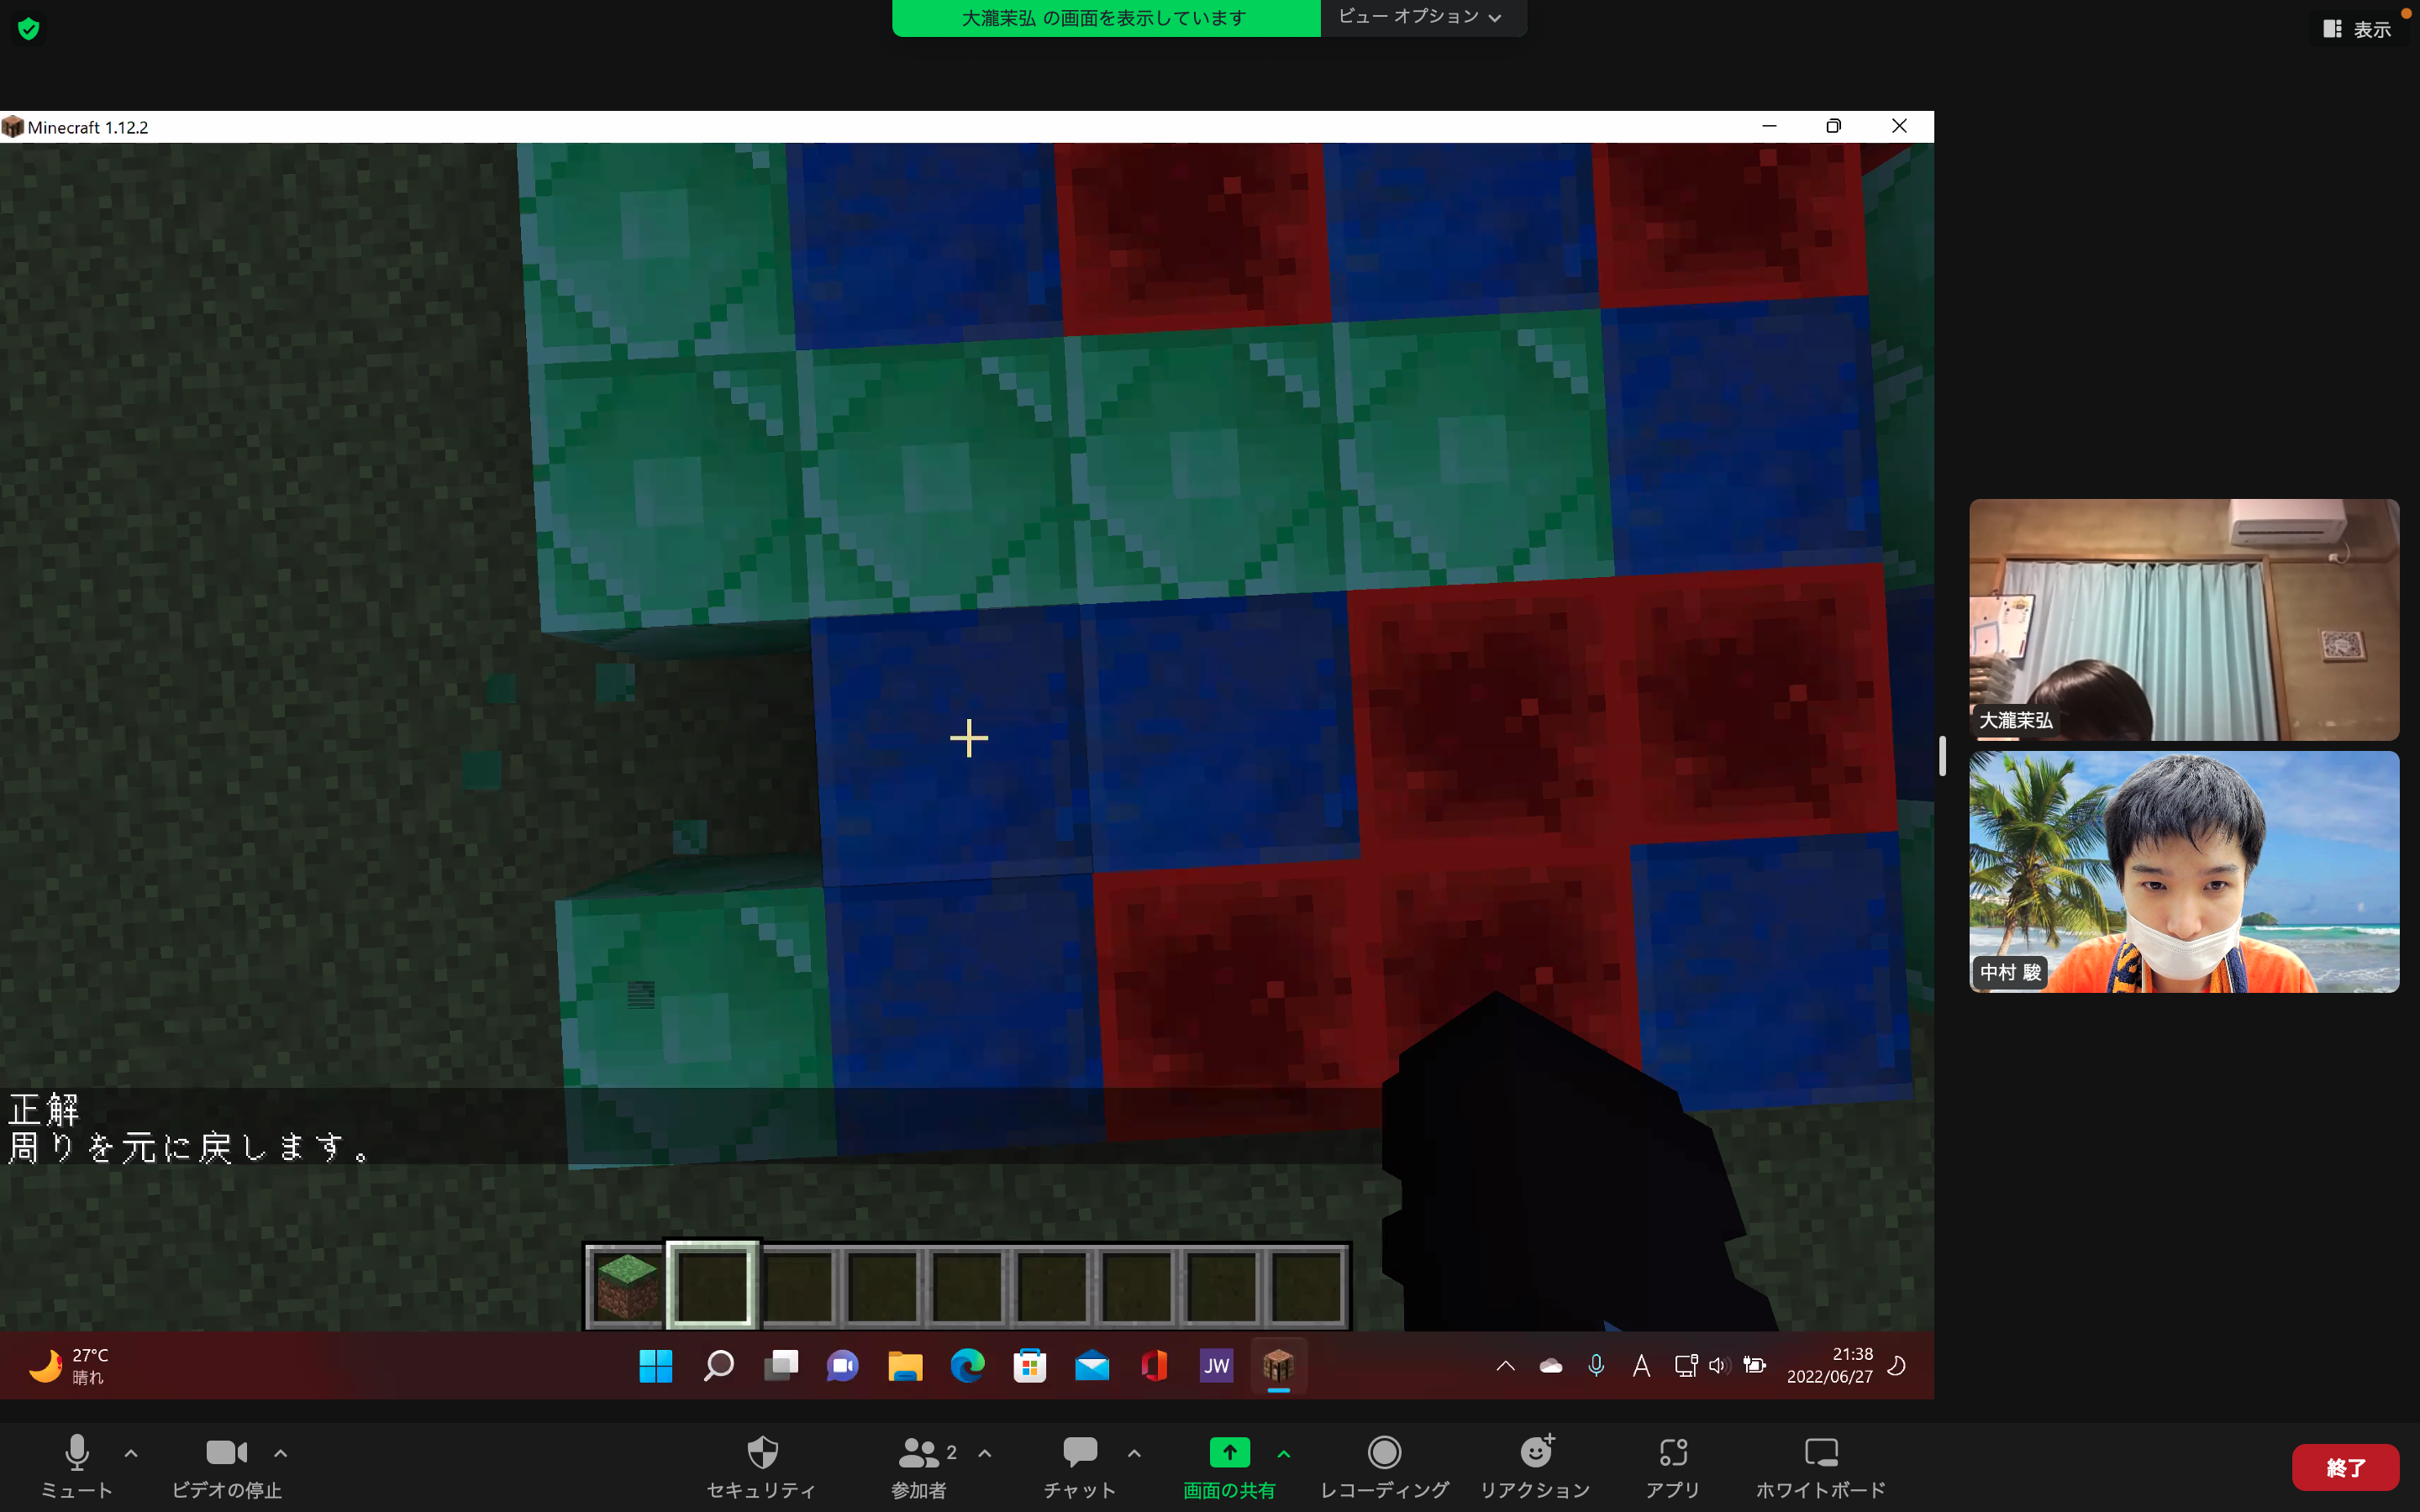 大瀧茉弘 の画面を表示しています
ビュー オプション
表示
Minecraft 1.12.2
大瀧茉弘
中村 駿
正解
周りを元に戻します。
27°C
晴れ
JW
A
21:38
2022/06/27
ミュート
ビデオの停止
セキュリティ
2
参加者
チャット
画面の共有
レコーディング
リアクション
アプリ
ホワイトボード
終了